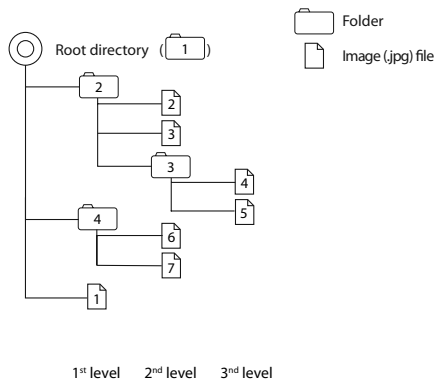 Folder
Root directory ( 1 )
Image (.jpg) file
2
2
3
3
4
5
4
6
7
1
1st level 2nd level 3nd level